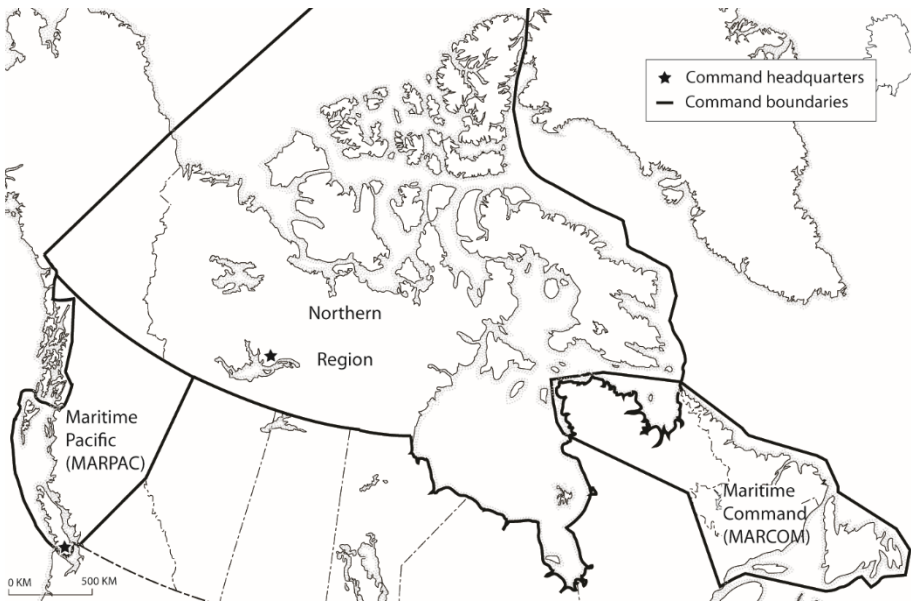 Command headquarters
Command boundaries
Northern
Region
Maritime
Pacific
(MARPAC)
Maritime
Command
(MARCOM)
0 KM 500 KM